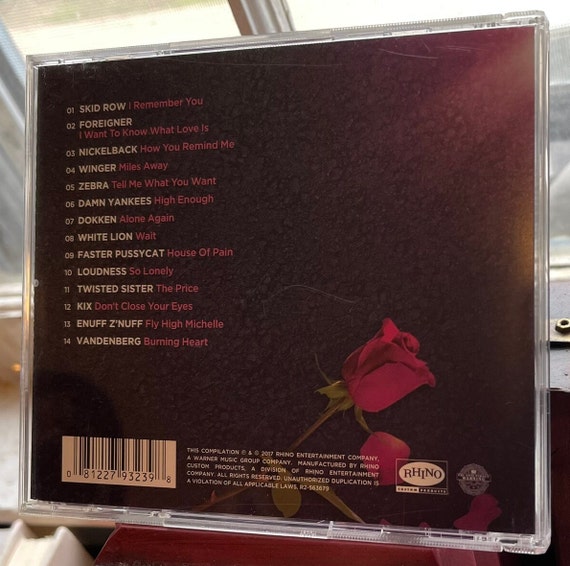 01 SKID ROW I Remember You
02 FOREIGNER
I Want To Know What Love Is
03 NICKELBACK How You Remind Me
04 WINGER Miles Away
05 ZEBRA Tell Me What You Want
06 DAMN YANKEES High Enough
07 DOKKEN Alone Again
08 WHITE LION Wait
09 FASTER PUSSYCAT House Of Pain
10 LOUDNESS So Lonely
11 TWISTED SISTER The Price
12 KIX Don't Close Your Eyes
13 ENUFF Z'NUFF Fly High Michelle
14 VANDENBERG Burning Heart
THIS COMPILATION ℗ & © 2017 RHINO ENTERTAINMENT COMPANY,
A WARNER MUSIC GROUP COMPANY. MANUFACTURED BY RHINO
CUSTOM PRODUCTS, A DIVISION OF RHINO ENTERTAINMENT
COMPANY. ALL RIGHTS RESERVED. UNAUTHORIZED DUPLICATION IS
A VIOLATION OF ALL APPLICABLE LAWS. R2-563679
0 81227 93239 8
RHINO
CUSTOM PRODUCTS